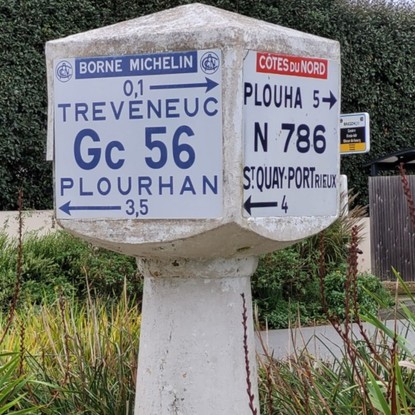 BORNE MICHELIN
0,1
TREVENEUC
Gc 56
PLOURHAN
3,5
CÔTES DU NORD
PLOUHA 5
N 786
ST QUAY-PORTRIEUX
4